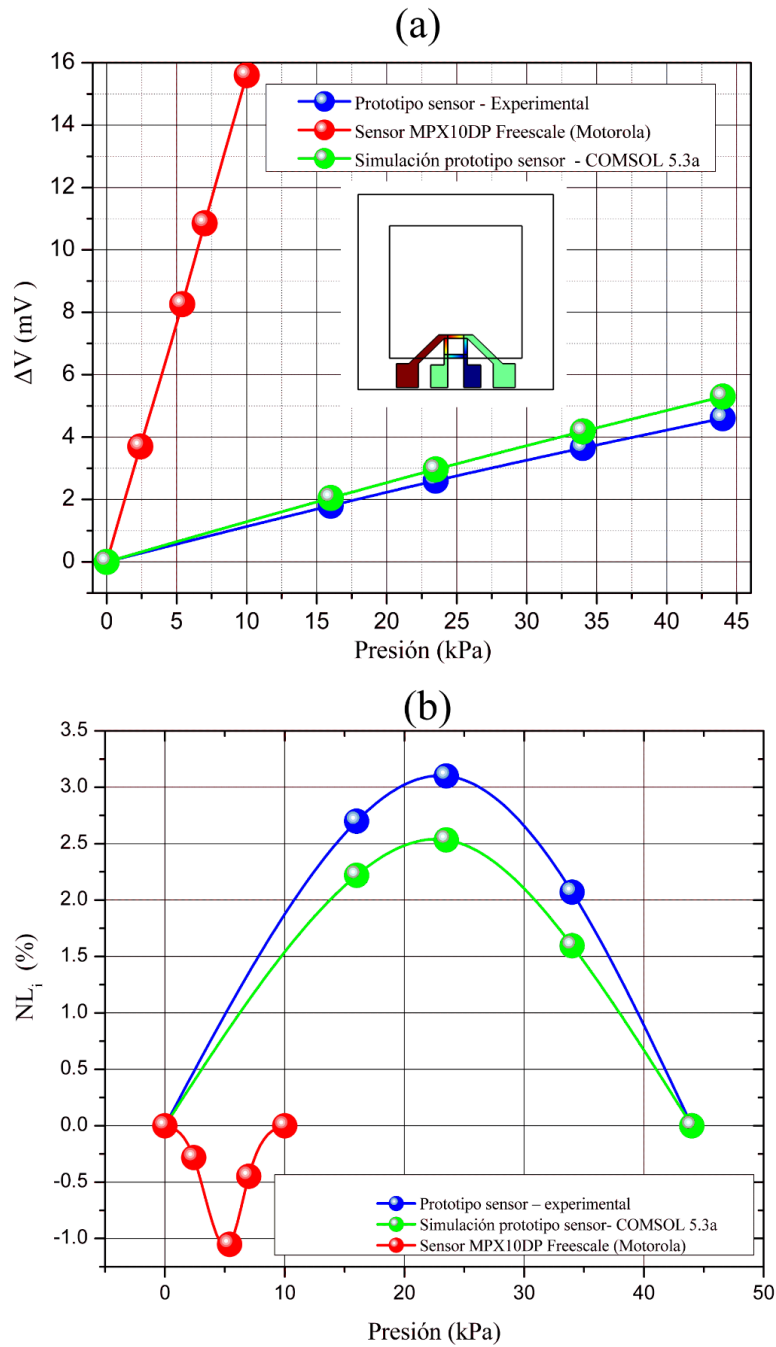 (a)
16
14
12
10
8
6
4
2
0
ΔV (mV)
Prototipo sensor - Experimental
Sensor MPX10DP Freescale (Motorola)
Simulación prototipo sensor - COMSOL 5.3a
0 5 10 15 20 25 30 35 40 45
Presión (kPa)
(b)
3.5
3.0
2.5
2.0
1.5
1.0
0.5
0.0
-0.5
-1.0
NLi (%)
Prototipo sensor – experimental
Simulación prototipo sensor- COMSOL 5.3a
Sensor MPX10DP Freescale (Motorola)
0 10 20 30 40 50
Presión (kPa)